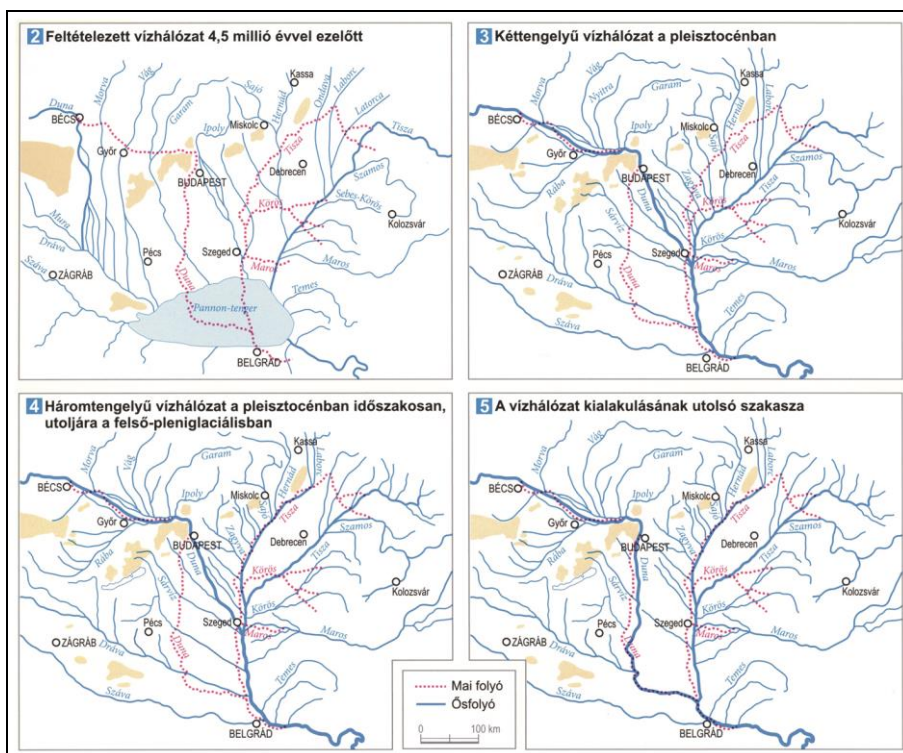 2 Feltételezett vízhálózat 4,5 millió évvel ezelőtt
Duna
Morva
Vág
Garam
Sajó
Kassa
Hernád
Ondava
Laborc
Latorca
BÉCS
Ipoly
Miskolc
Tisza
Tisza
Győr
BUDAPEST
Debrecen
Szamos
Körös
Sebes-Körös
Kolozsvár
Mura
Dráva
Száva
ZÁGRÁB
Pécs
Szeged
Maros
Maros
Duna
Temes
Pannon-tenger
BELGRÁD
3 Kéttengelyű vízhálózat a pleisztocénban
Morva
Vág
Nyitra
Garam
Kassa
Hernád
Laborc
BÉCS
Ipoly
Miskolc
Sajó
Tisza
Győr
BUDAPEST
Debrecen
Szamos
Rába
Duna
Zagyva
Tisza
Sárvíz
Körös
Kolozsvár
Pécs
Szeged
Körös
Maros
Maros
ZÁGRÁB
Dráva
Duna
Temes
Száva
BELGRÁD
4 Háromtengelyű vízhálózat a pleisztocénban időszakosan,
utoljára a felső-pleniglaciálisban
Morva
Vág
Garam
Kassa
Hernád
Laborc
BÉCS
Ipoly
Miskolc
Sajó
Tisza
Győr
BUDAPEST
Debrecen
Szamos
Rába
Duna
Zagyva
Tisza
Sárvíz
Körös
Kolozsvár
Pécs
Szeged
Körös
Maros
Maros
ZÁGRÁB
Dráva
Duna
Temes
Száva
BELGRÁD
5 A vízhálózat kialakulásának utolsó szakasza
Morva
Vág
Garam
Kassa
Hernád
Laborc
BÉCS
Ipoly
Miskolc
Sajó
Tisza
Győr
BUDAPEST
Debrecen
Szamos
Rába
Duna
Zagyva
Tisza
Sárvíz
Körös
Kolozsvár
Pécs
Szeged
Körös
Maros
Maros
ZÁGRÁB
Dráva
Duna
Temes
Száva
BELGRÁD
Mai folyó
Ősfolyó
0 100 km